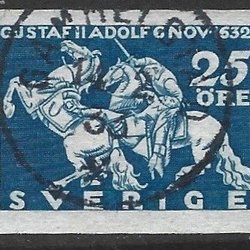 GUSTAF II ADOLF 6 NOV. 1632
25
ÖRE
SVERIGE